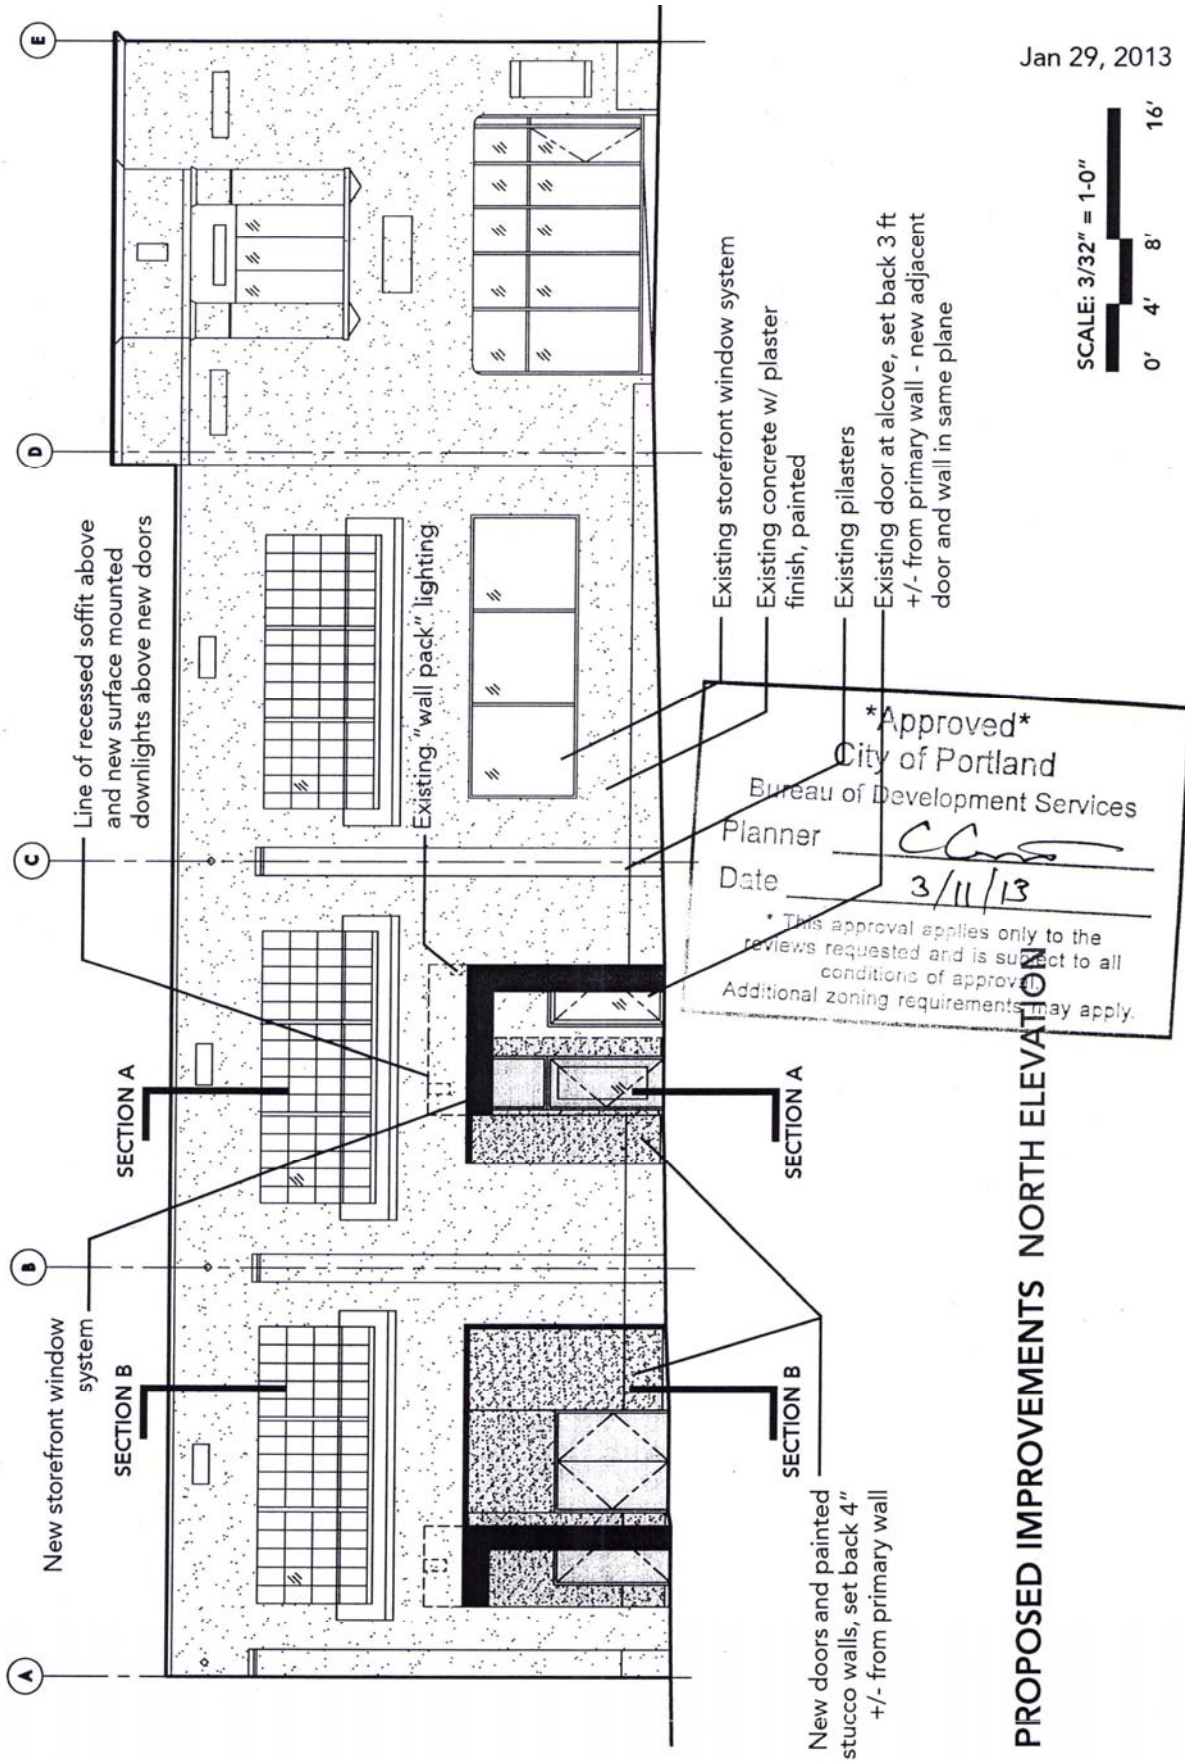 Jan 29, 2013
E
D
C
B
A
Line of recessed soffit above
and new surface mounted
downlights above new doors
Existing "wall pack" lighting
New storefront window
system
SECTION A
SECTION B
SECTION A
SECTION B
Existing storefront window system
Existing concrete w/ plaster
finish, painted
Existing pilasters
Existing door at alcove, set back 3 ft
+/- from primary wall - new adjacent
door and wall in same plane
New doors and painted
stucco walls, set back 4"
+/- from primary wall
*Approved*
City of Portland
Bureau of Development Services
Planner
Date 3/11/13
* This approval applies only to the
reviews requested and is subject to all
conditions of approval.
Additional zoning requirements may apply.
SCALE: 3/32" = 1-0"
0' 4' 8' 16'
PROPOSED IMPROVEMENTS NORTH ELEVATION